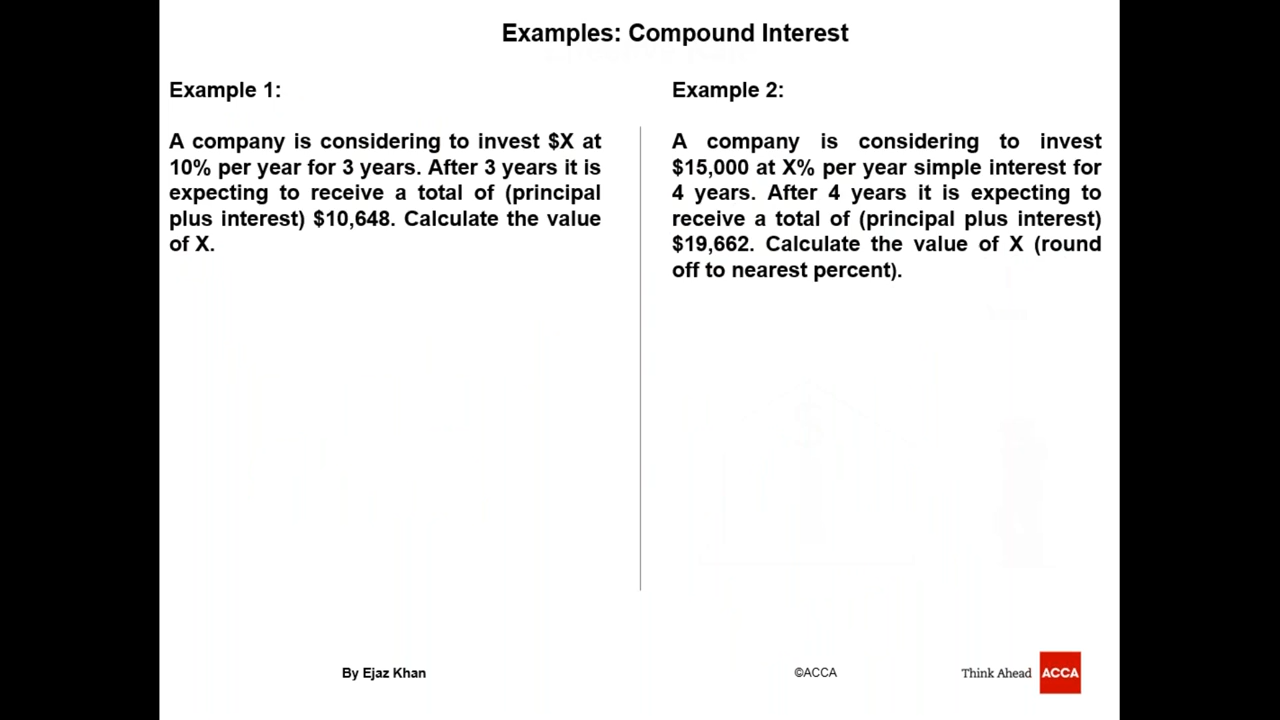 Examples: Compound Interest
Example 1:
A company is considering to invest $X at
10% per year for 3 years. After 3 years it is
expecting to receive a total of (principal
plus interest) $10,648. Calculate the value
of X.
Example 2:
A company is considering to invest
$15,000 at X% per year simple interest for
4 years. After 4 years it is expecting to
receive a total of (principal plus interest)
$19,662. Calculate the value of X (round
off to nearest percent).
By Ejaz Khan
©ACCA
Think Ahead
ACCA